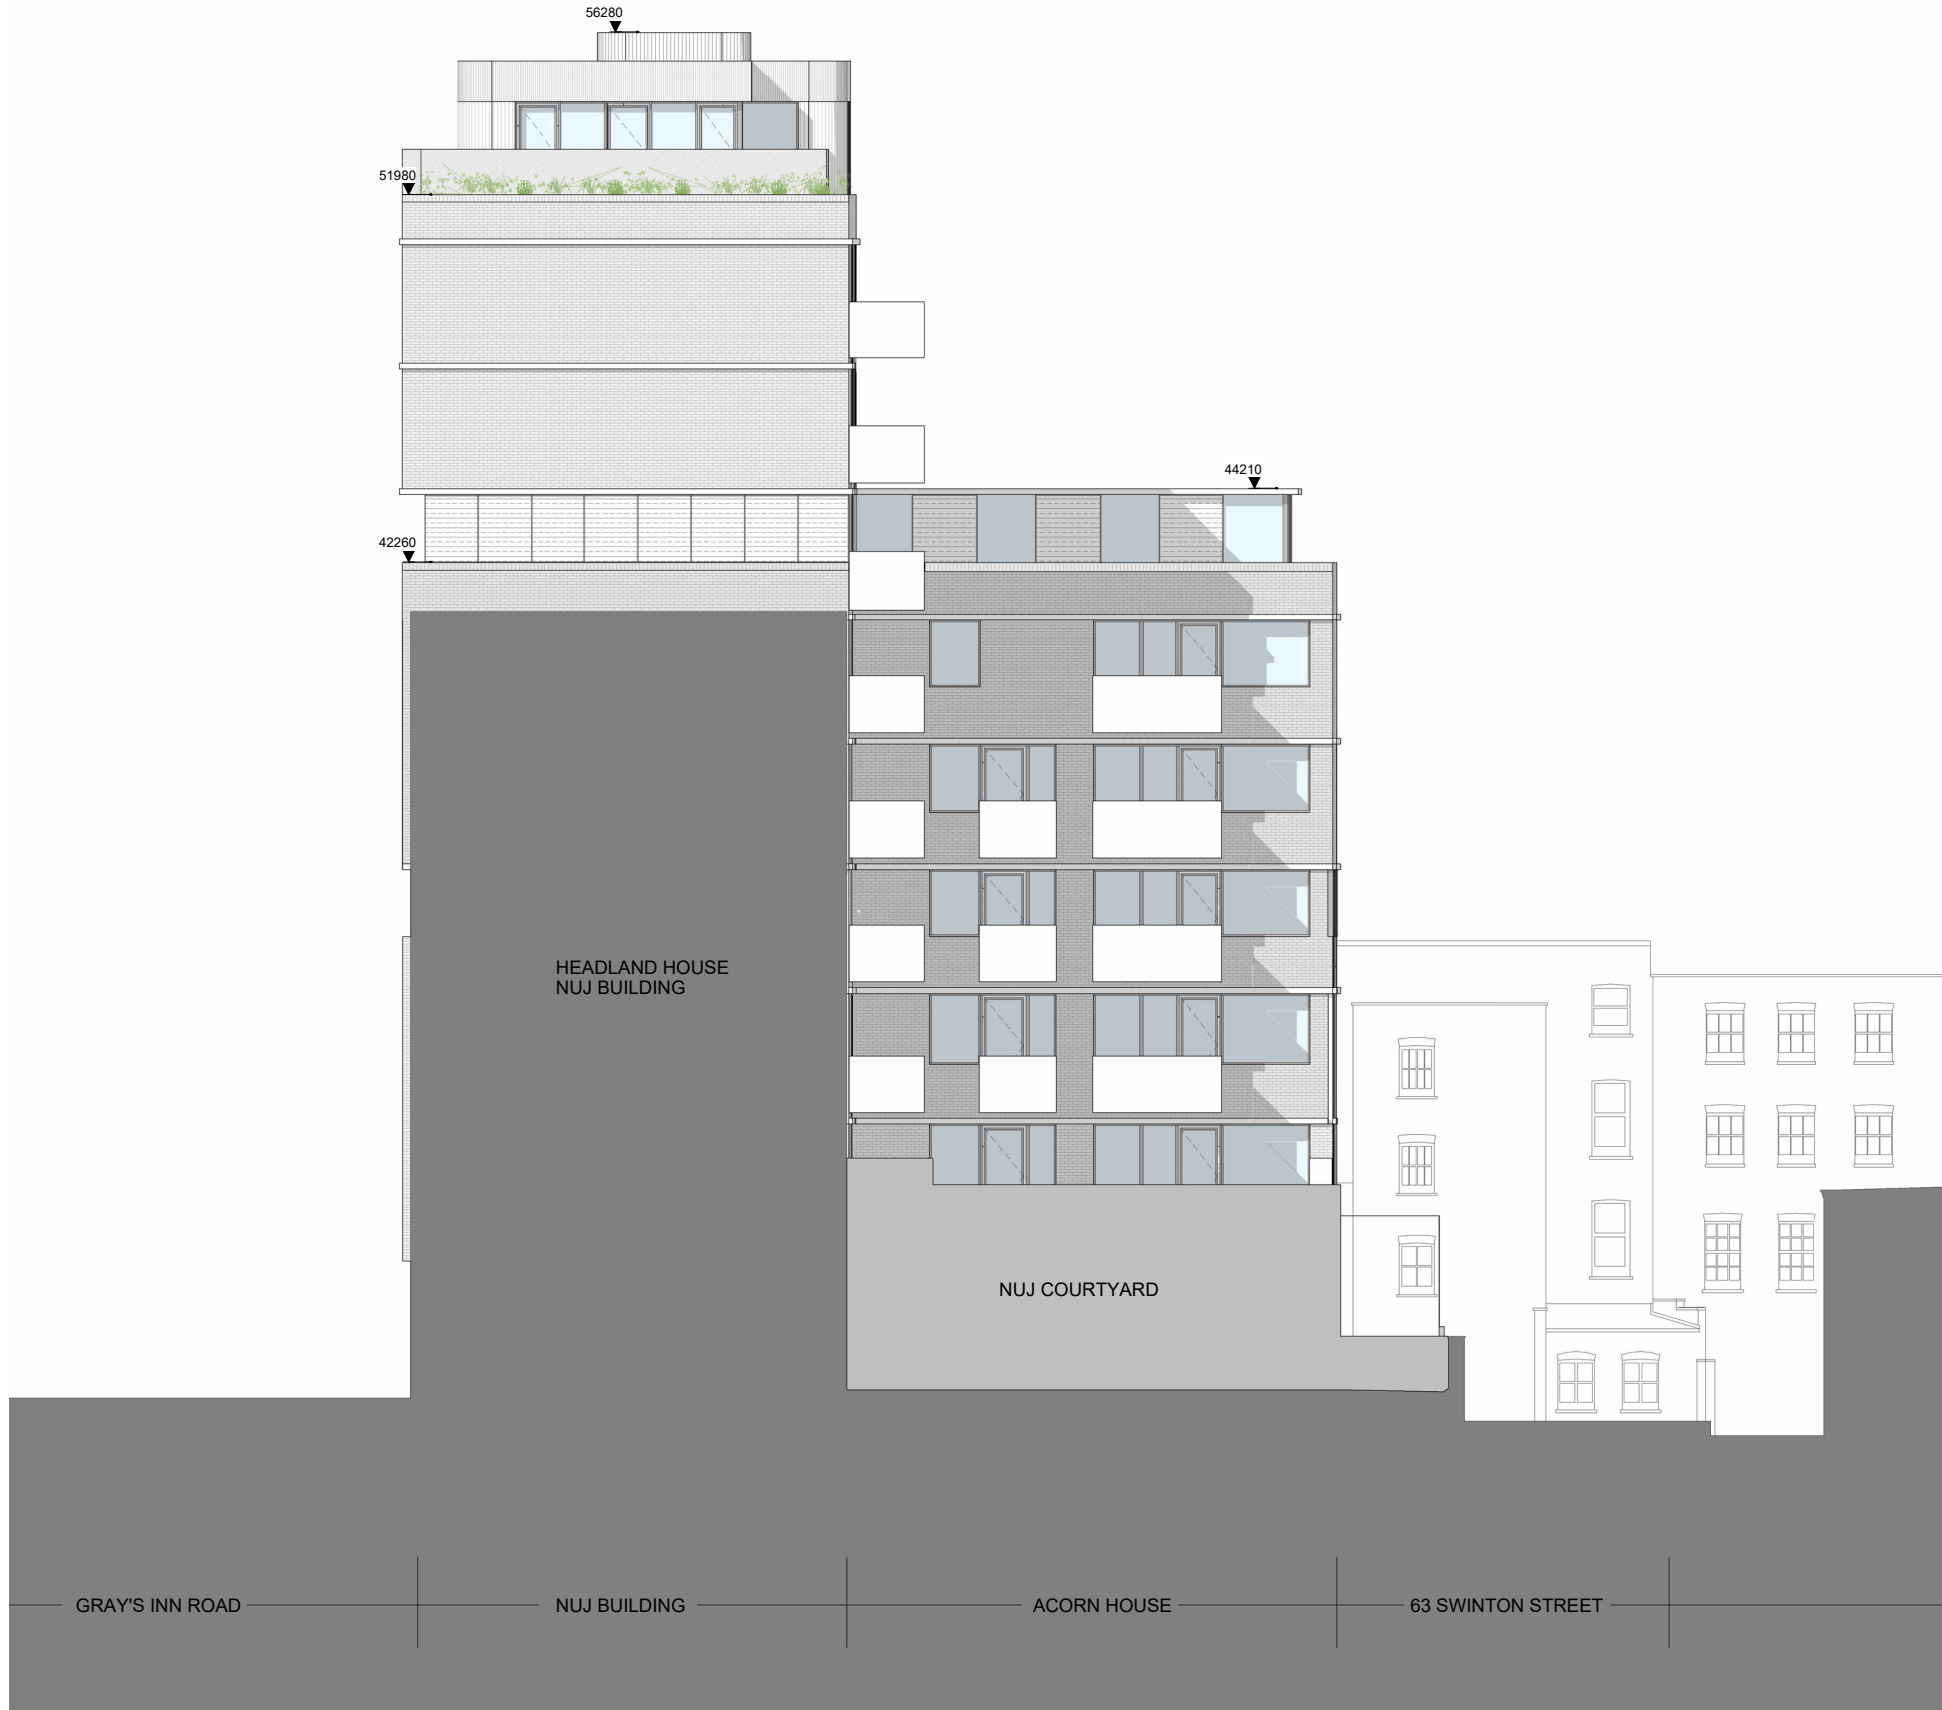 56280
51980
44210
42260
HEADLAND HOUSE
NUJ BUILDING
NUJ COURTYARD
GRAY'S INN ROAD
NUJ BUILDING
ACORN HOUSE
63 SWINTON STREET